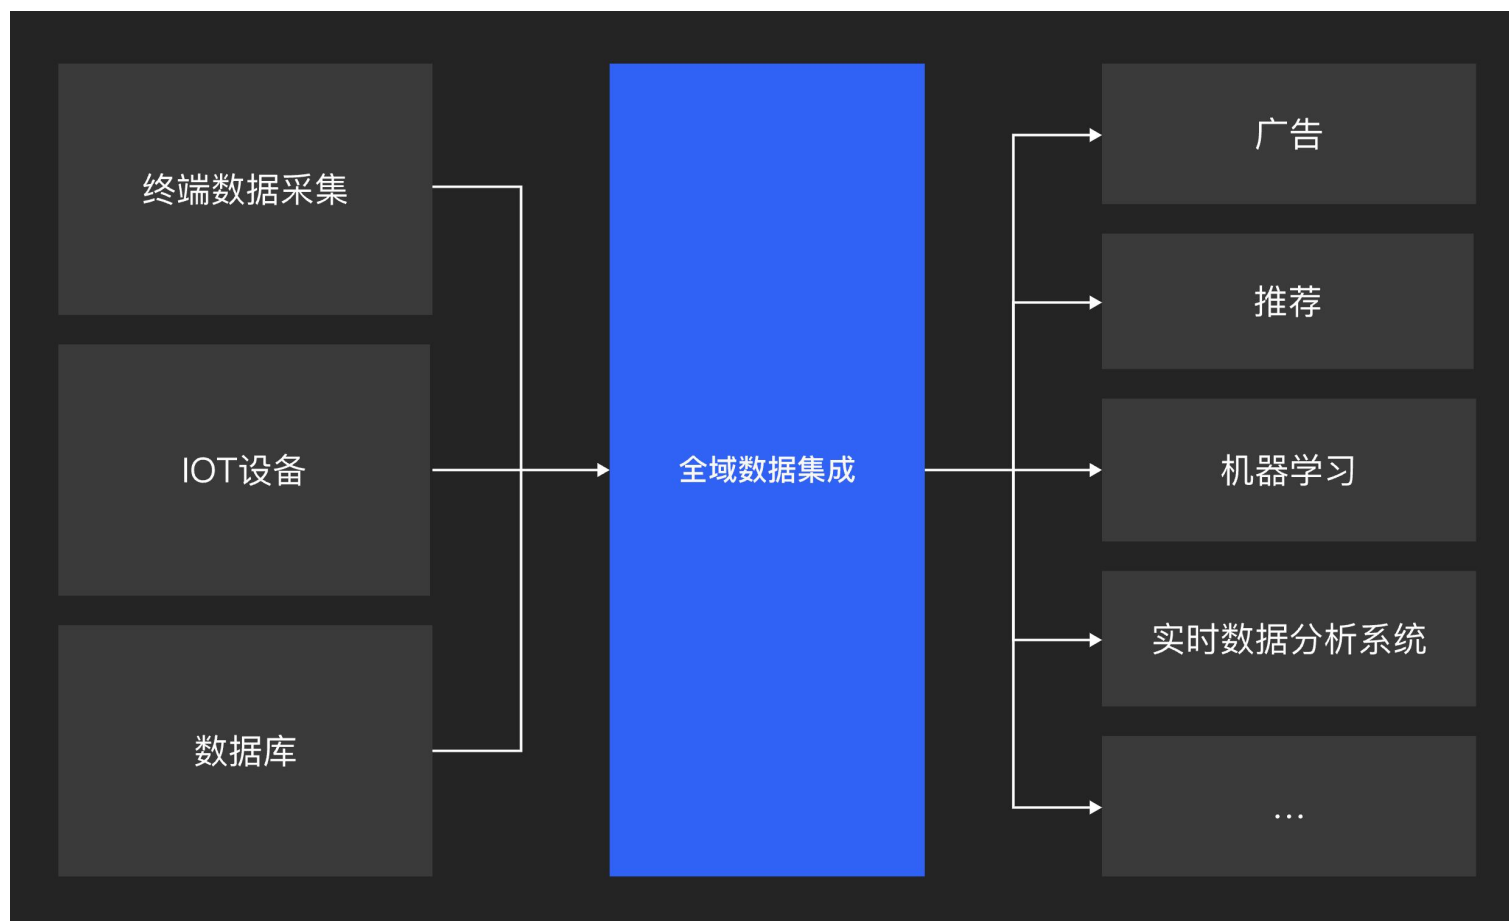 终端数据采集
IOT设备
数据库
全域数据集成
广告
推荐
机器学习
实时数据分析系统
...